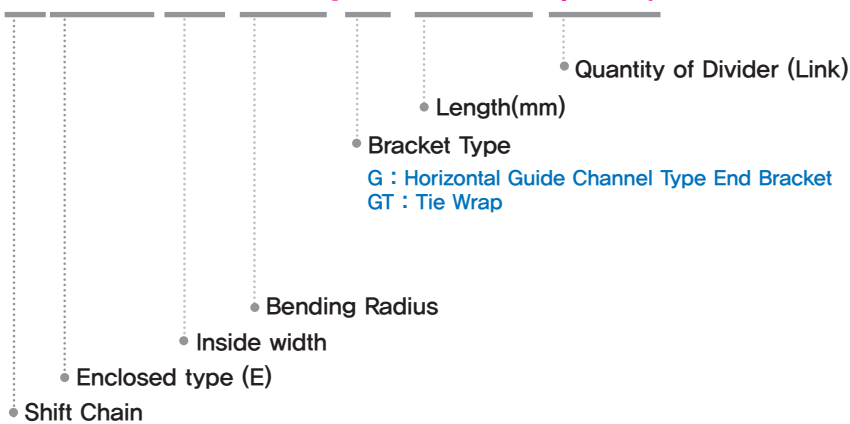 Quantity of Divider (Link)
Length(mm)
Bracket Type
G : Horizontal Guide Channel Type End Bracket
GT : Tie Wrap
Bending Radius
Inside width
Enclosed type (E)
Shift Chain